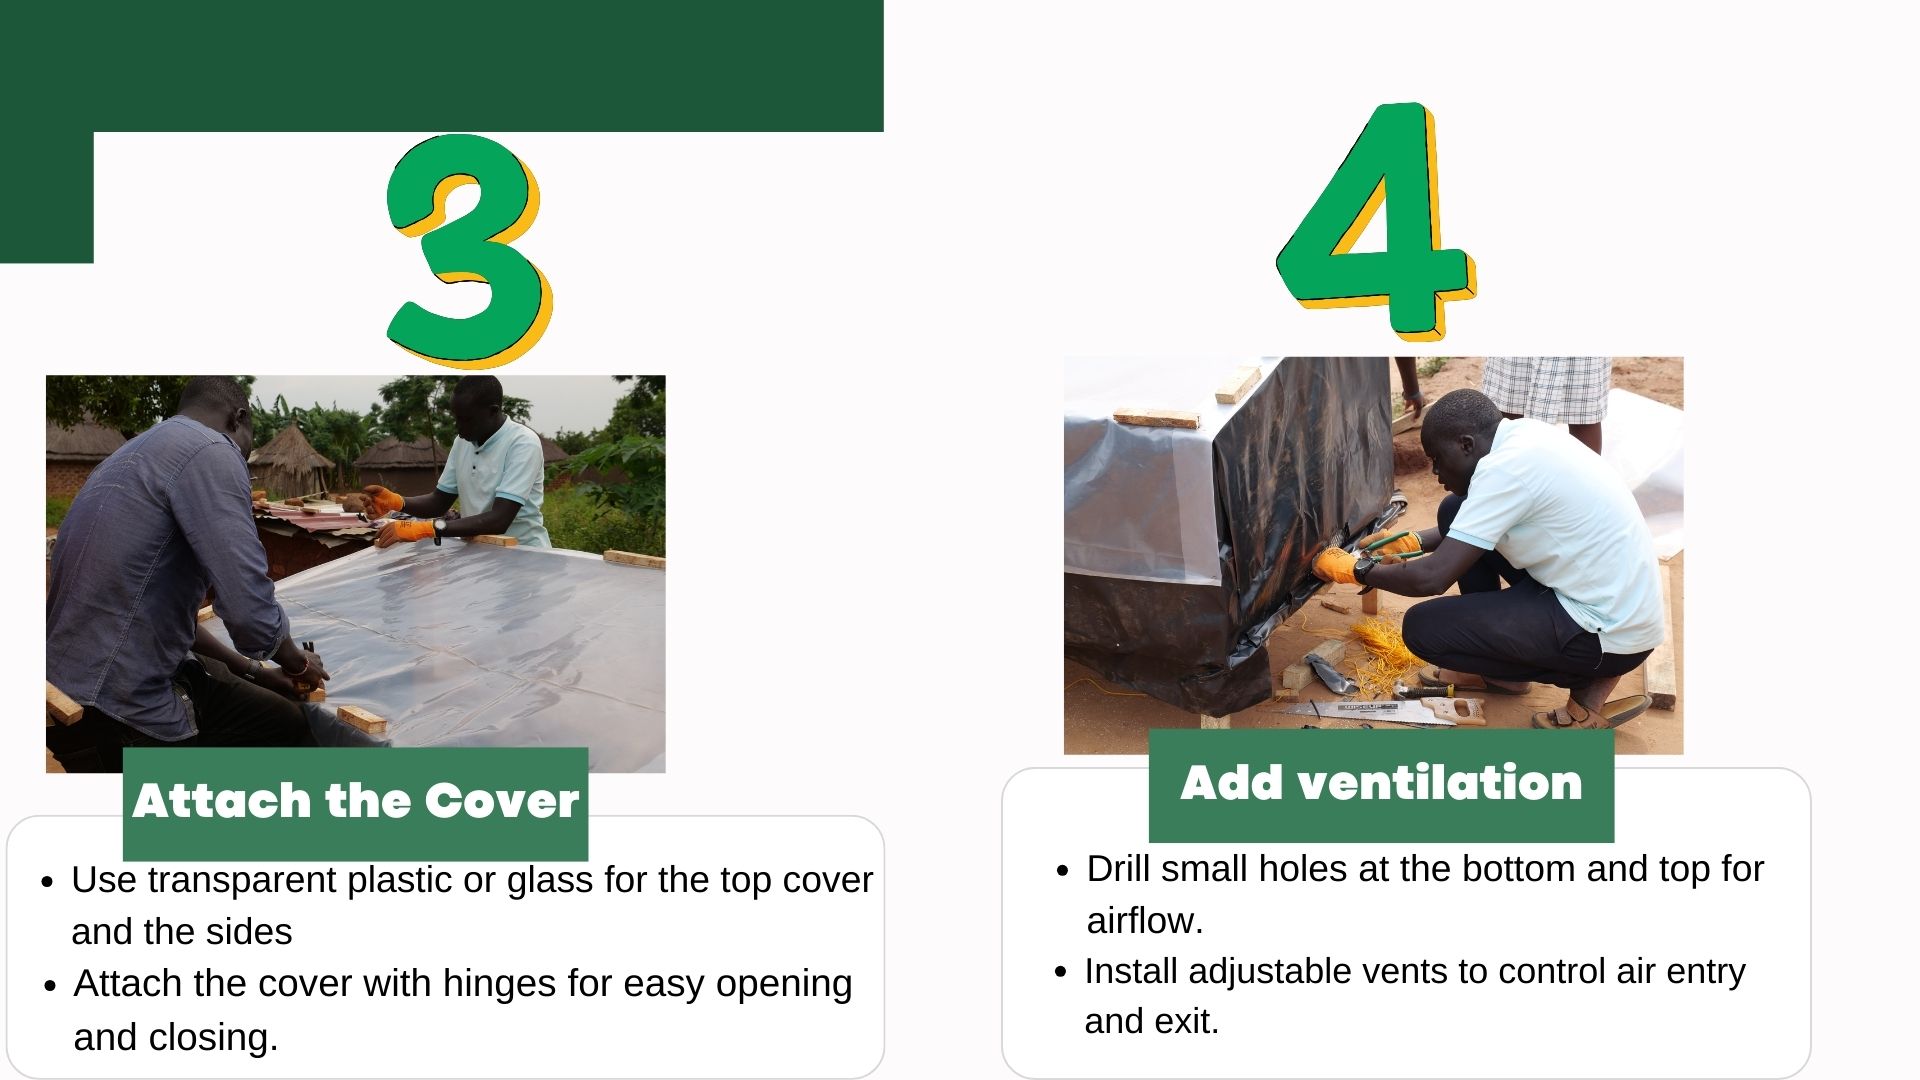 3
Attach the Cover
• Use transparent plastic or glass for the top cover
and the sides
• Attach the cover with hinges for easy opening
and closing.
4
Add ventilation
• Drill small holes at the bottom and top for
airflow.
• Install adjustable vents to control air entry
and exit.